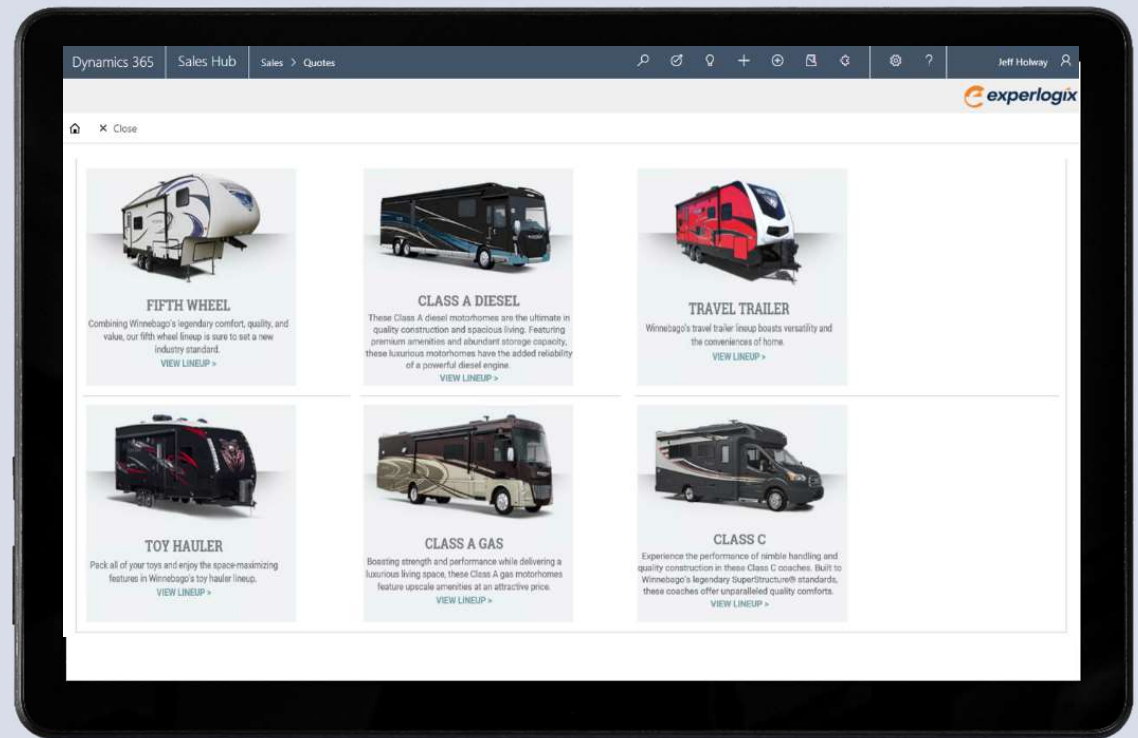 Dynamics 365
Sales Hub
Sales > Quotes
?
Jeff Holway
experlogix
× Close
FIFTH WHEEL
Combining Winnebago's legendary comfort, quality, and
value, our fifth wheel lineup is sure to set a new
industry standard.
VIEW LINEUP >
CLASS A DIESEL
These Class A diesel motorhomes are the ultimate in
quality construction and spacious living. Featuring
premium amenities and abundant storage capacity,
these luxurious motorhomes have the added reliability
of a powerful diesel engine.
VIEW LINEUP >
TRAVEL TRAILER
Winnebago's travel trailer lineup boasts versatility and
the conveniences of home.
VIEW LINEUP >
TOY HAULER
Pack all of your toys and enjoy the space-maximizing
features in Winnebago's toy hauler lineup.
VIEW LINEUP >
CLASS A GAS
Boasting strength and performance while delivering a
luxurious living space, these Class A gas motorhomes
feature upscale amenities at an attractive price.
VIEW LINEUP >
CLASS C
Experience the performance of nimble handling and
quality construction in these Class C coaches. Built to
Winnebago's legendary SuperStructure® standards,
these coaches offer unparalleled quality comforts.
VIEW LINEUP >